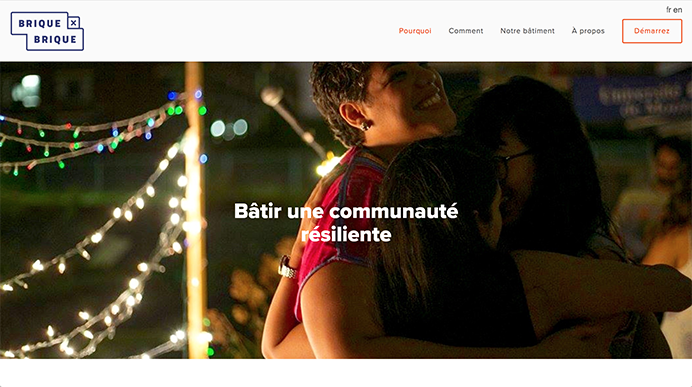 fr en
BRIQUE x
BRIQUE
Pourquoi Comment Notre bâtiment À propos Démarrez
Bâtir une communauté
résiliente